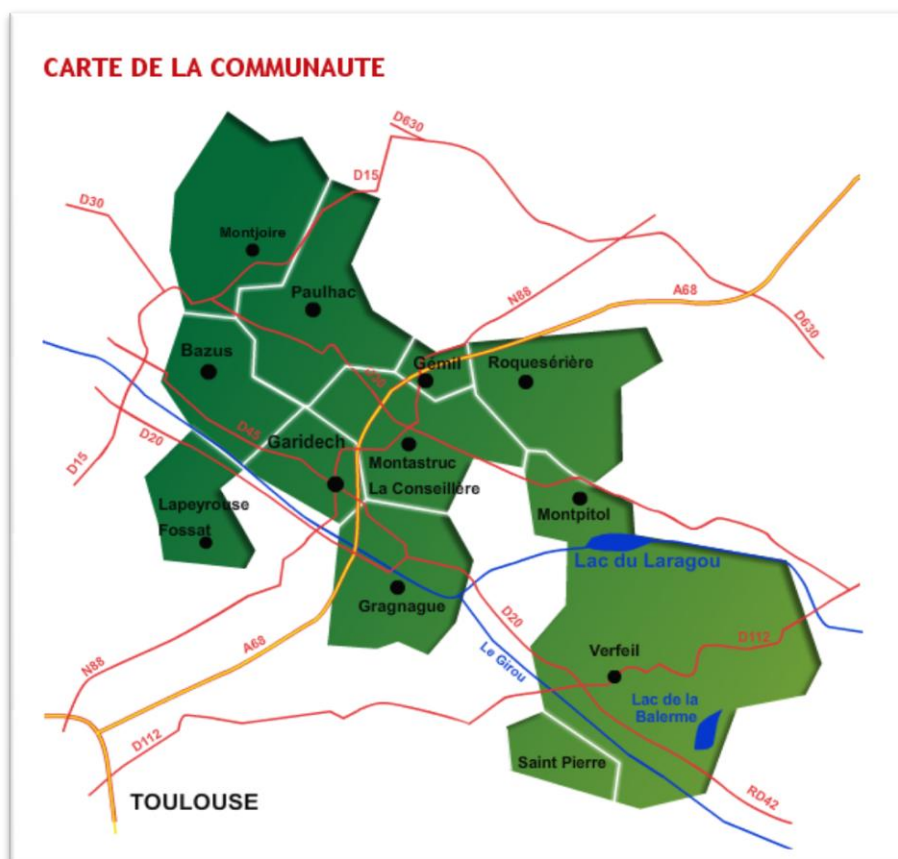 CARTE DE LA COMMUNAUTE
D630
D15
D30
Montjoire
N88
A68
Paulhac
D630
Bazus
Gémil
Roquesérière
D30
D45
D20
Garidech
Montastruc
La Conseillère
D15
Lapeyrouse
Fossat
Montpitol
Lac du Laragou
Gragnague
D20
D112
A68
N88
Le Girou
Verfeil
Lac de la
Balerme
D112
Saint Pierre
RD42
TOULOUSE